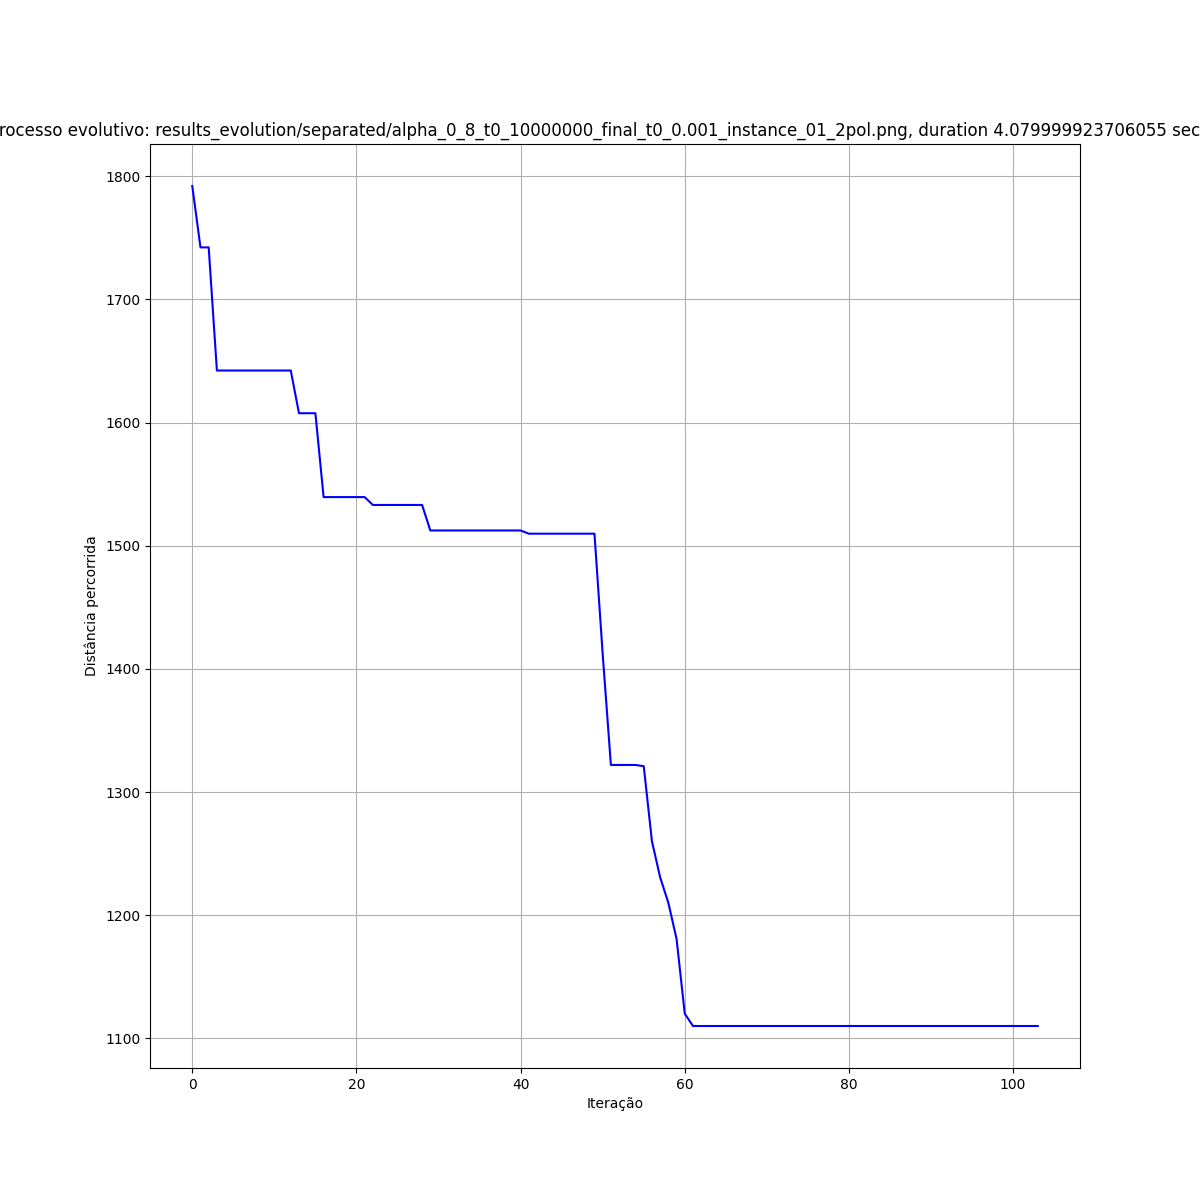 rocesso evolutivo: results_evolution/separated/alpha_0_8_t0_10000000_final_t0_0.001_instance_01_2pol.png, duration 4.079999923706055 sec
1800
1700
1600
1500
1400
1300
1200
1100
Distância percorrida
0 20 40 60 80 100
Iteração